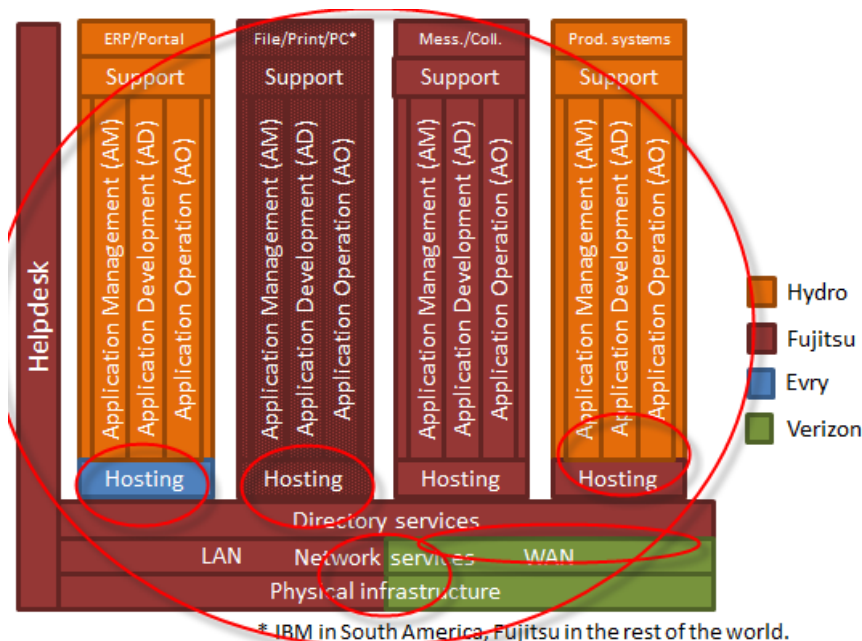 ERP/Portal
File/Print/PC*
Mess./Coll.
Prod. systems
Support
Support
Support
Support
Helpdesk
Application Management (AM)
Application Development (AD)
Application Operation (AO)
Application Management (AM)
Application Development (AD)
Application Operation (AO)
Application Management (AM)
Application Development (AD)
Application Operation (AO)
Application Management (AM)
Application Development (AD)
Application Operation (AO)
Hosting
Hosting
Hosting
Hosting
Directory services
LAN
Network services
WAN
Physical infrastructure
Hydro
Fujitsu
Evry
Verizon
* IBM in South America, Fujitsu in the rest of the world.